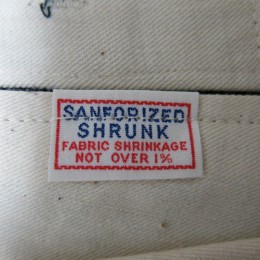 SANFORIZED
SHRUNK
FABRIC SHRINKAGE
NOT OVER 1%